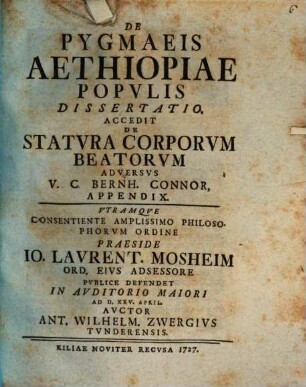 6
DE
PYGMAEIS
AETHIOPIAE
POPVLIS
DISSERTATIO.
ACCEDIT
DE
STATVRA CORPORVM
BEATORVM
ADVERSVS
V. C. BERNH. CONNOR,
APPENDIX.
VTRAMQVE
CONSENTIENTE AMPLISSIMO PHILOSO-
PHORVM ORDINE
PRAESIDE
IO. LAVRENT. MOSHEIM
ORD. EIVS ADSESSORE
PVBLICE DEFENDET
IN AVDITORIO MAIORI
AD D. XXV. APRIL.
AVCTOR
ANT. WILHELM. ZWERGIVS
TVNDERENSIS.
KILIAE NOVITER RECVSA 1727.